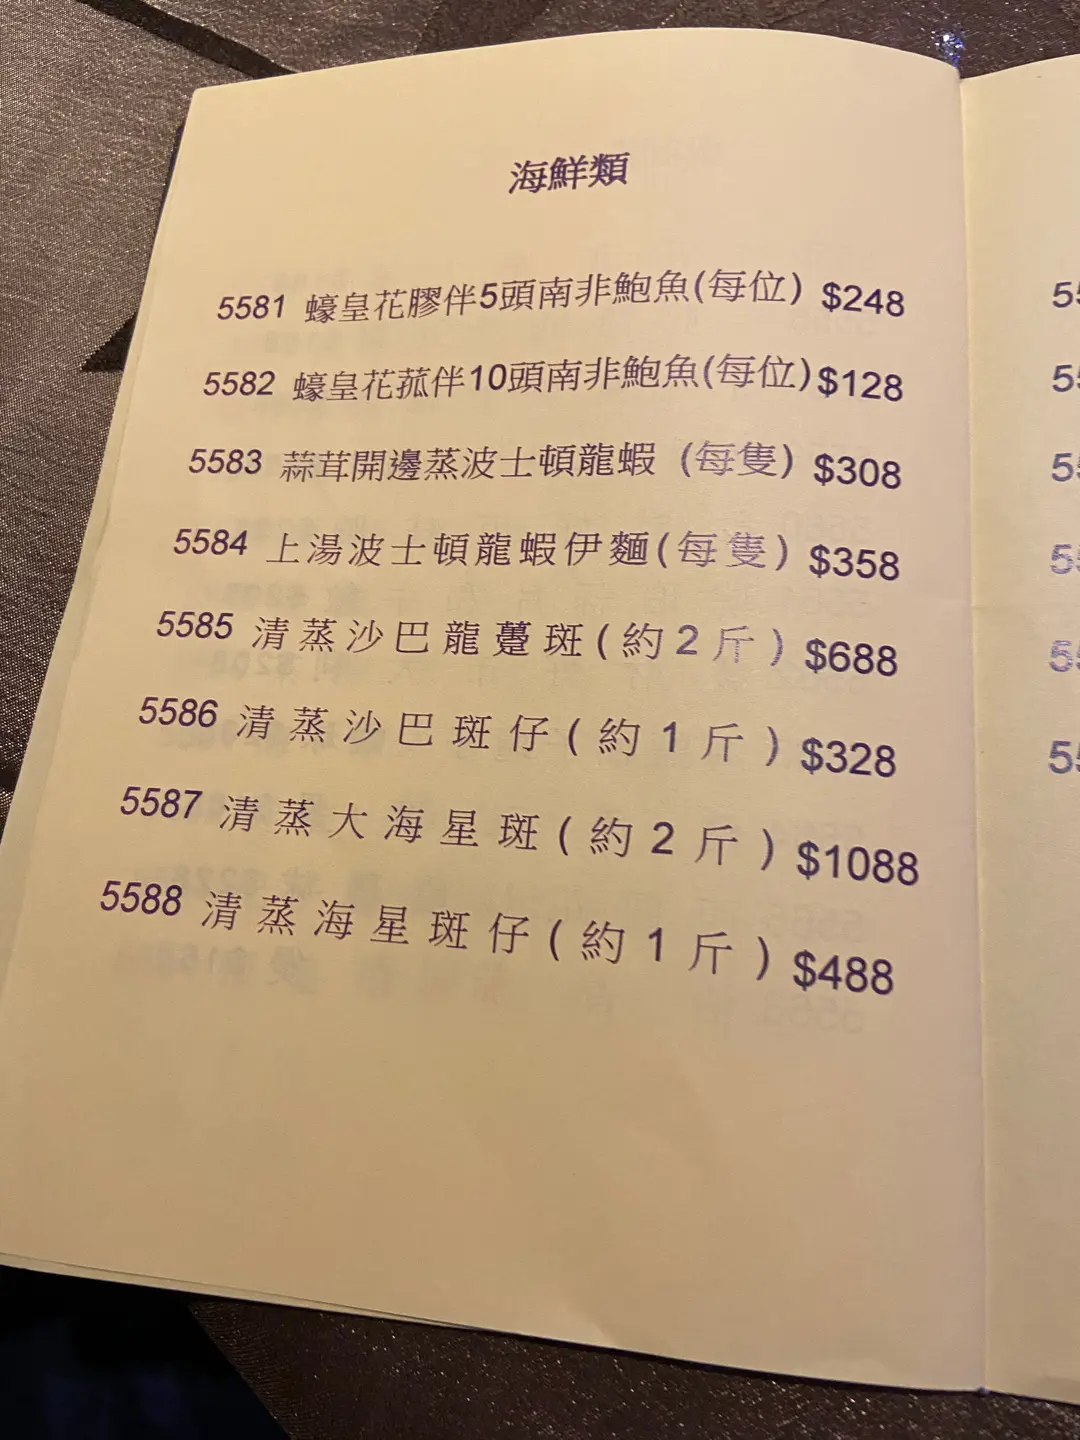 海鮮類
5581 蠔皇花膠伴5頭南非鮑魚(每位) $248
5582 蠔皇花菰伴10頭南非鮑魚(每位) $128
5583 蒜茸開邊蒸波士頓龍蝦 (每隻) $308
5584 上湯波士頓龍蝦伊麵(每隻) $358
5585 清蒸沙巴龍躉斑(約2斤) $688
5586 清蒸沙巴斑仔(約1斤) $328
5587 清蒸大海星斑(約2斤) $1088
5588 清蒸海星斑仔(約1斤) $488